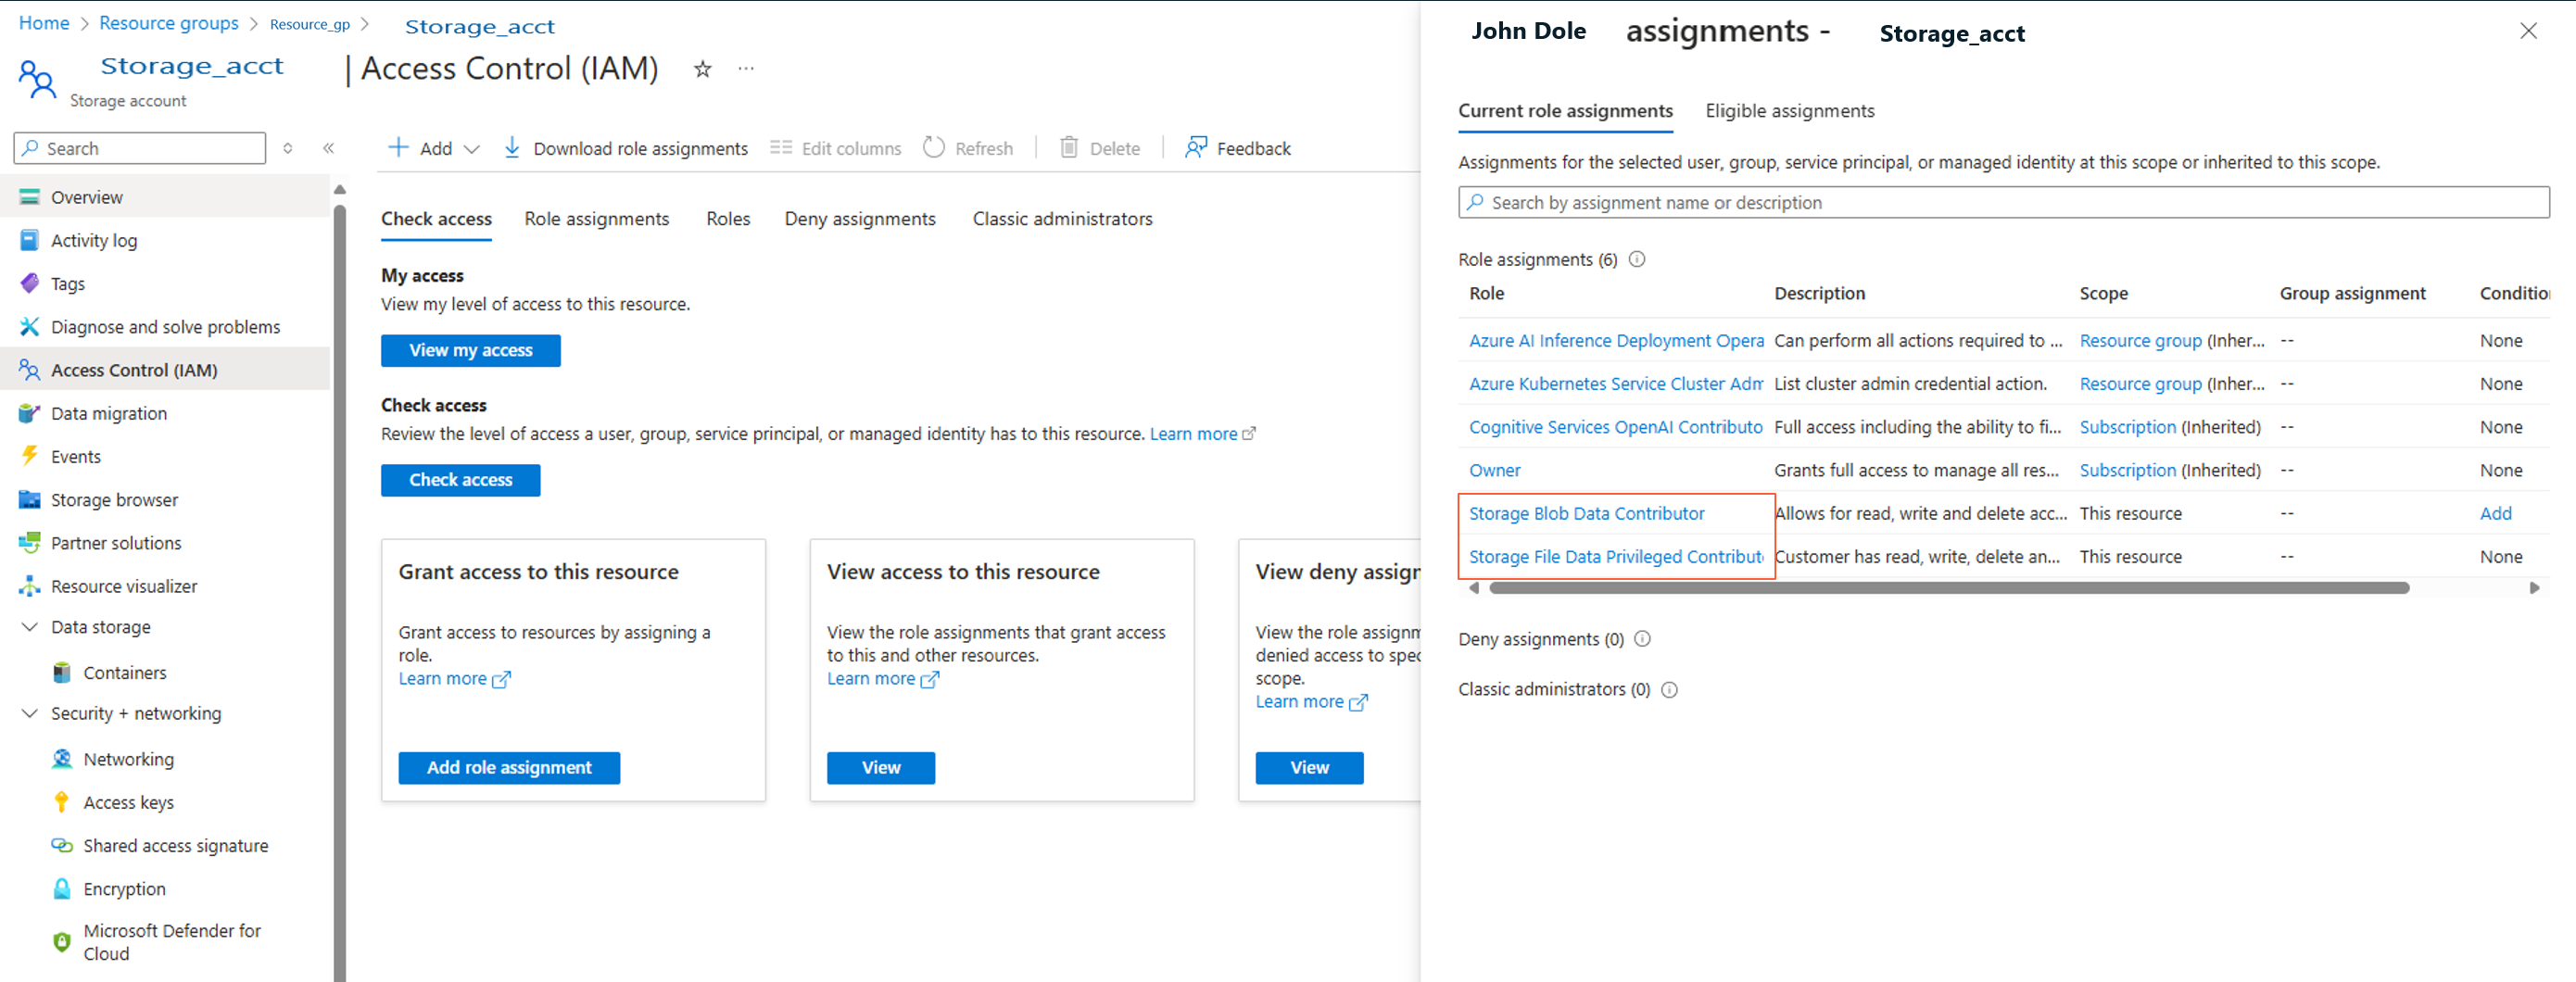 Home > Resource groups > Resource_gp > Storage_acct
Storage_acct | Access Control (IAM) ☆ ...
Storage account
Search
Overview
Activity log
Tags
Diagnose and solve problems
Access Control (IAM)
Data migration
Events
Storage browser
Partner solutions
Resource visualizer
Data storage
Containers
Security + networking
Networking
Access keys
Shared access signature
Encryption
Microsoft Defender for
Cloud
Add Download role assignments Edit columns Refresh Delete Feedback
Check access Role assignments Roles Deny assignments Classic administrators
My access
View my level of access to this resource.
View my access
Check access
Review the level of access a user, group, service principal, or managed identity has to this resource. Learn more
Check access
Grant access to this resource
Grant access to resources by assigning a
role.
Learn more
Add role assignment
View access to this resource
View the role assignments that grant access
to this and other resources.
Learn more
View
View deny assign
View the role assignm
denied access to spec
scope.
Learn more
View
John Dole assignments - Storage_acct
Current role assignments Eligible assignments
Assignments for the selected user, group, service principal, or managed identity at this scope or inherited to this scope.
Search by assignment name or description
Role assignments (6)
Role Description Scope Group assignment Condition
Azure AI Inference Deployment Opera Can perform all actions required to ... Resource group (Inher... -- None
Azure Kubernetes Service Cluster Adm List cluster admin credential action. Resource group (Inher... -- None
Cognitive Services OpenAI Contributo Full access including the ability to fi... Subscription (Inherited) -- None
Owner Grants full access to manage all res... Subscription (Inherited) -- None
Storage Blob Data Contributor Allows for read, write and delete acc... This resource -- Add
Storage File Data Privileged Contribut Customer has read, write, delete an... This resource -- None
Deny assignments (0)
Classic administrators (0)